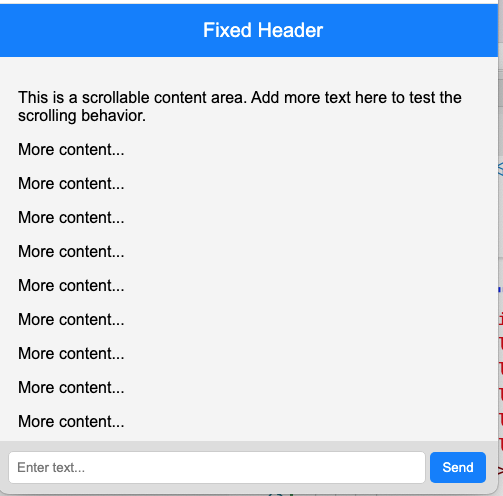 Fixed Header
This is a scrollable content area. Add more text here to test the
scrolling behavior.
More content...
More content...
More content...
More content...
More content...
More content...
More content...
More content...
More content...
Enter text...
Send